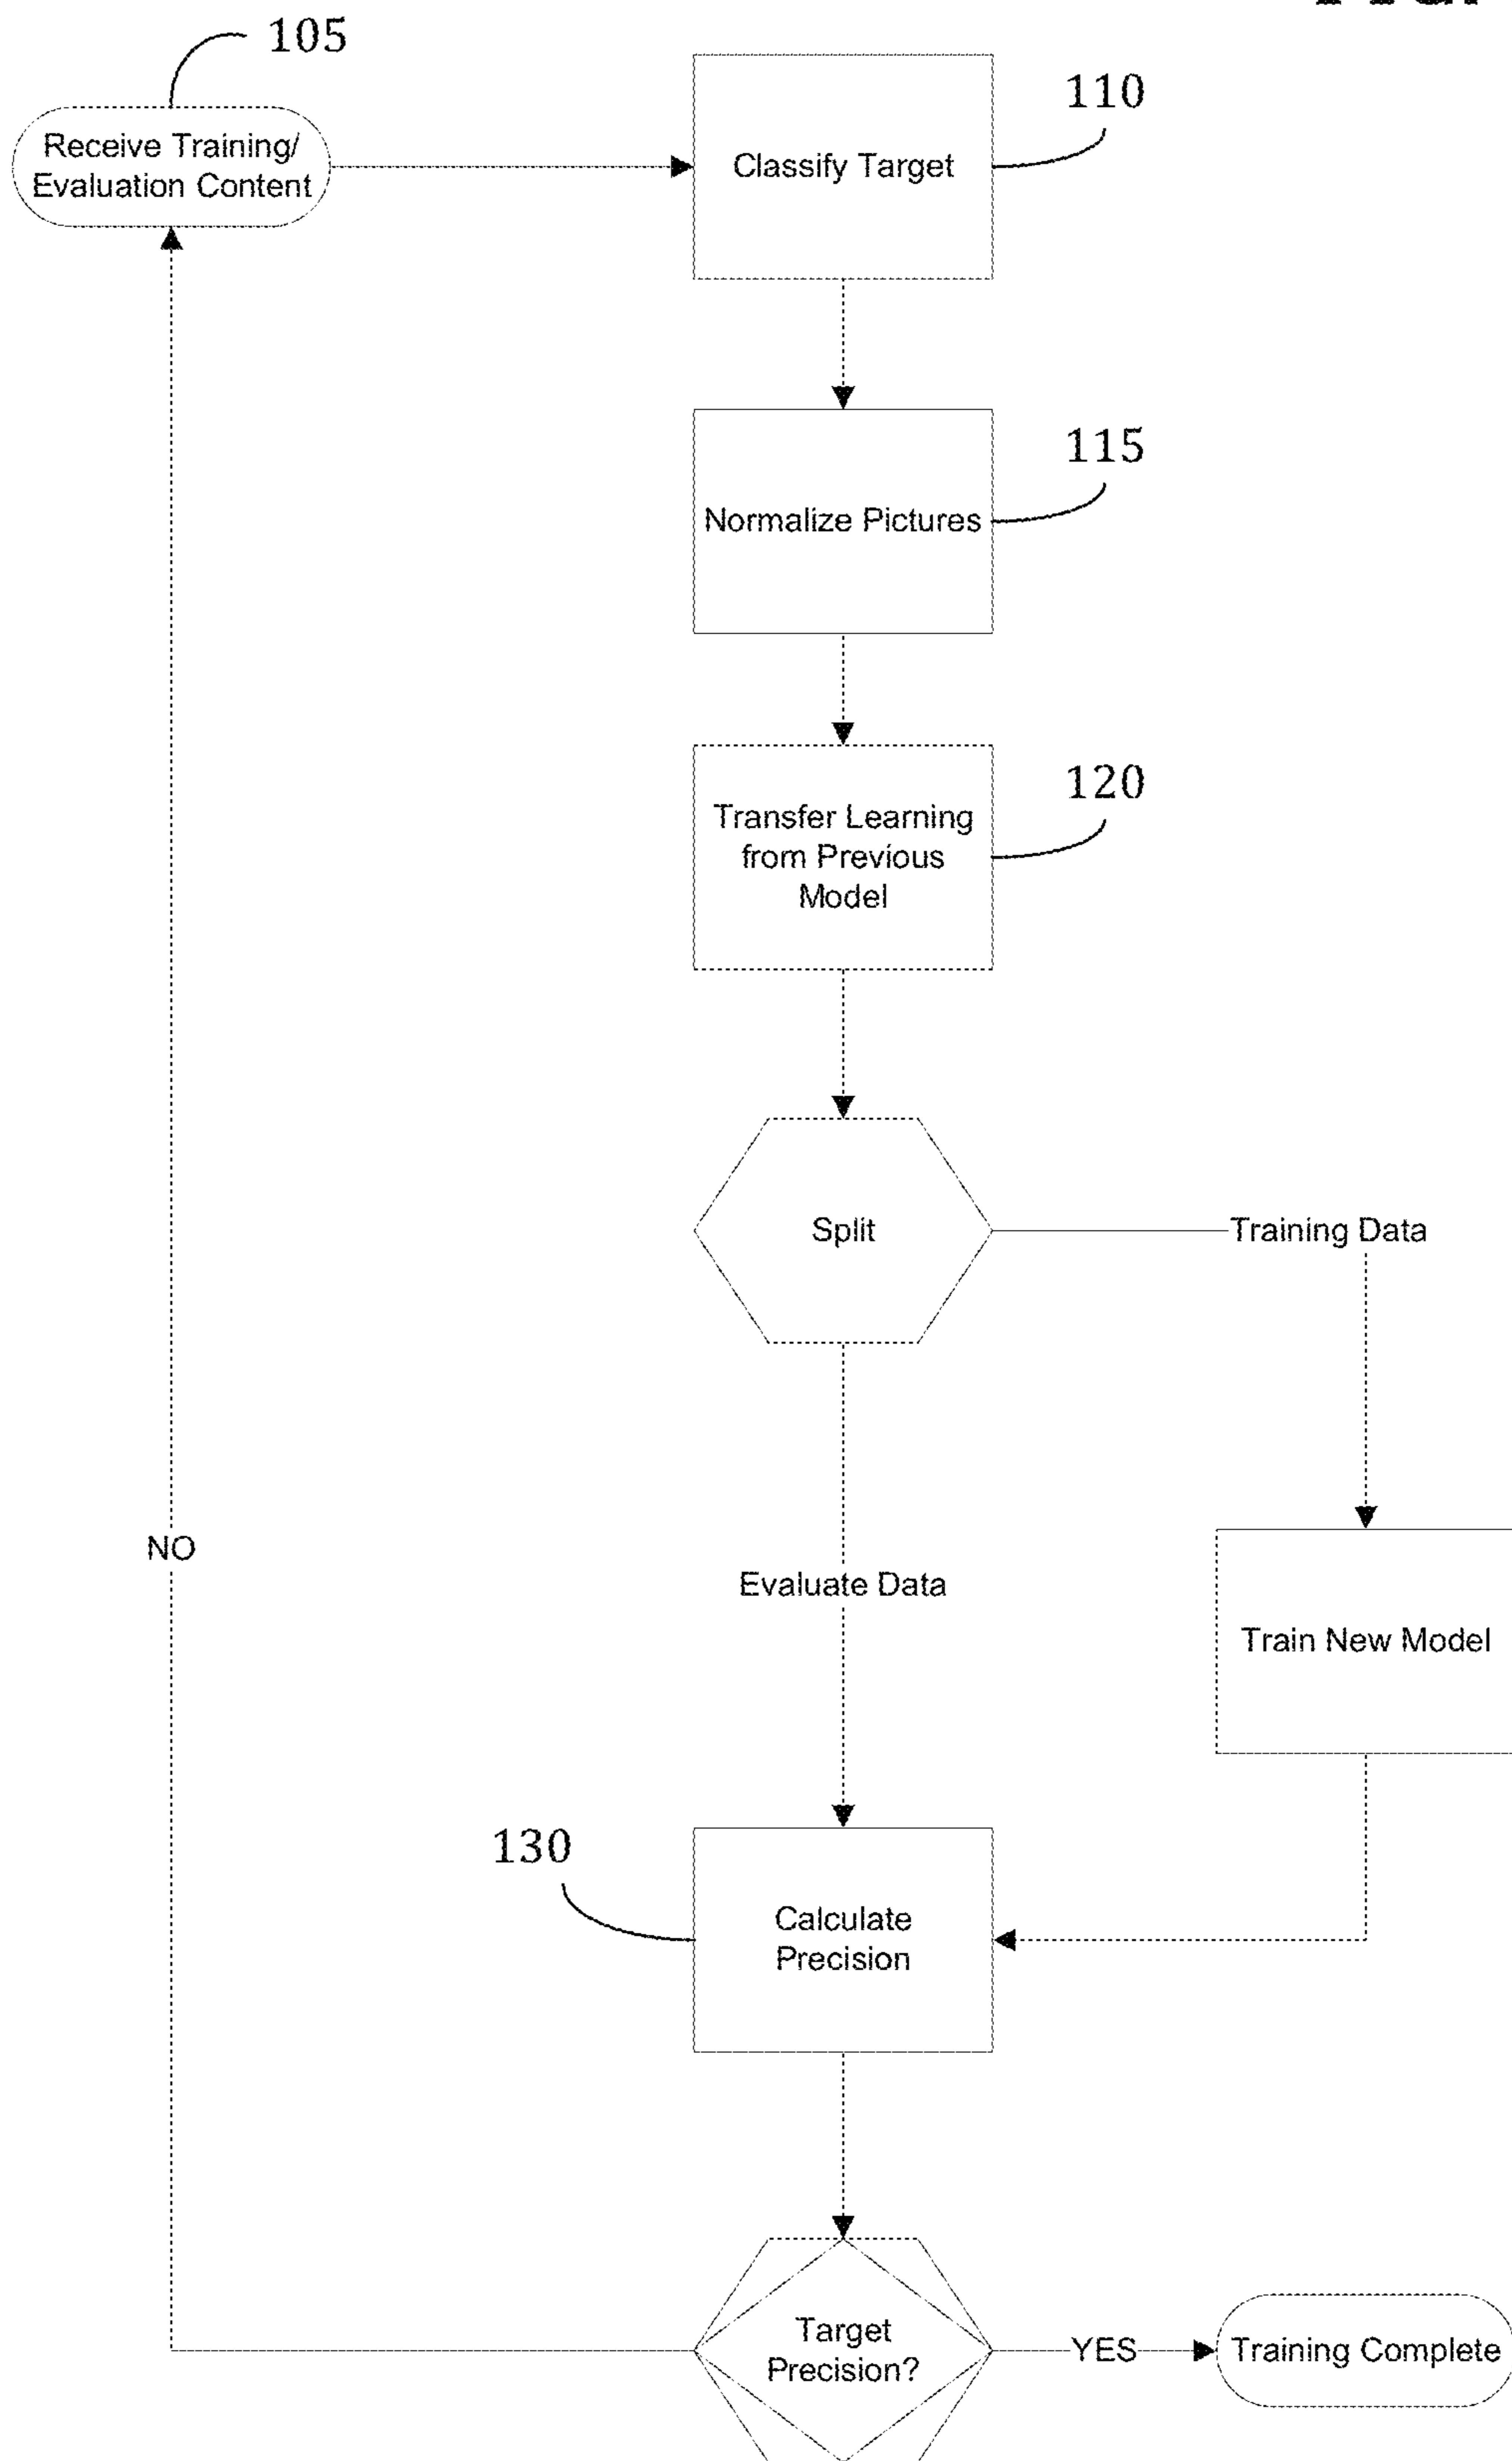 105
Receive Training/
Evaluation Content
110
Classify Target
115
Normalize Pictures
120
Transfer Learning
from Previous
Model
Split
Training Data
NO
Evaluate Data
Train New Model
130
Calculate
Precision
Target
Precision?
YES
Training Complete